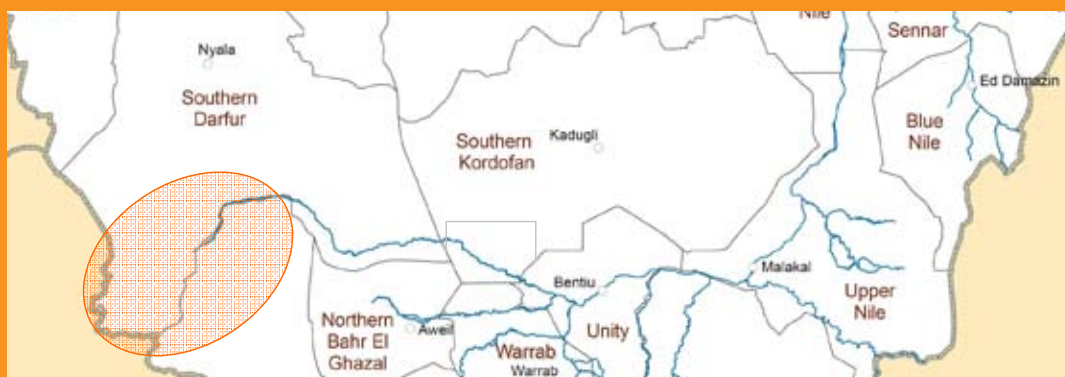 Nile
Sennar
Nyala
Ed Damazin
Southern
Darfur
Blue
Nile
Southern
Kordofan
Kadugli
Malakal
Bentiu
Upper
Nile
Northern
Bahr El
Ghazal
Aweil
Unity
Warrab
Warrab